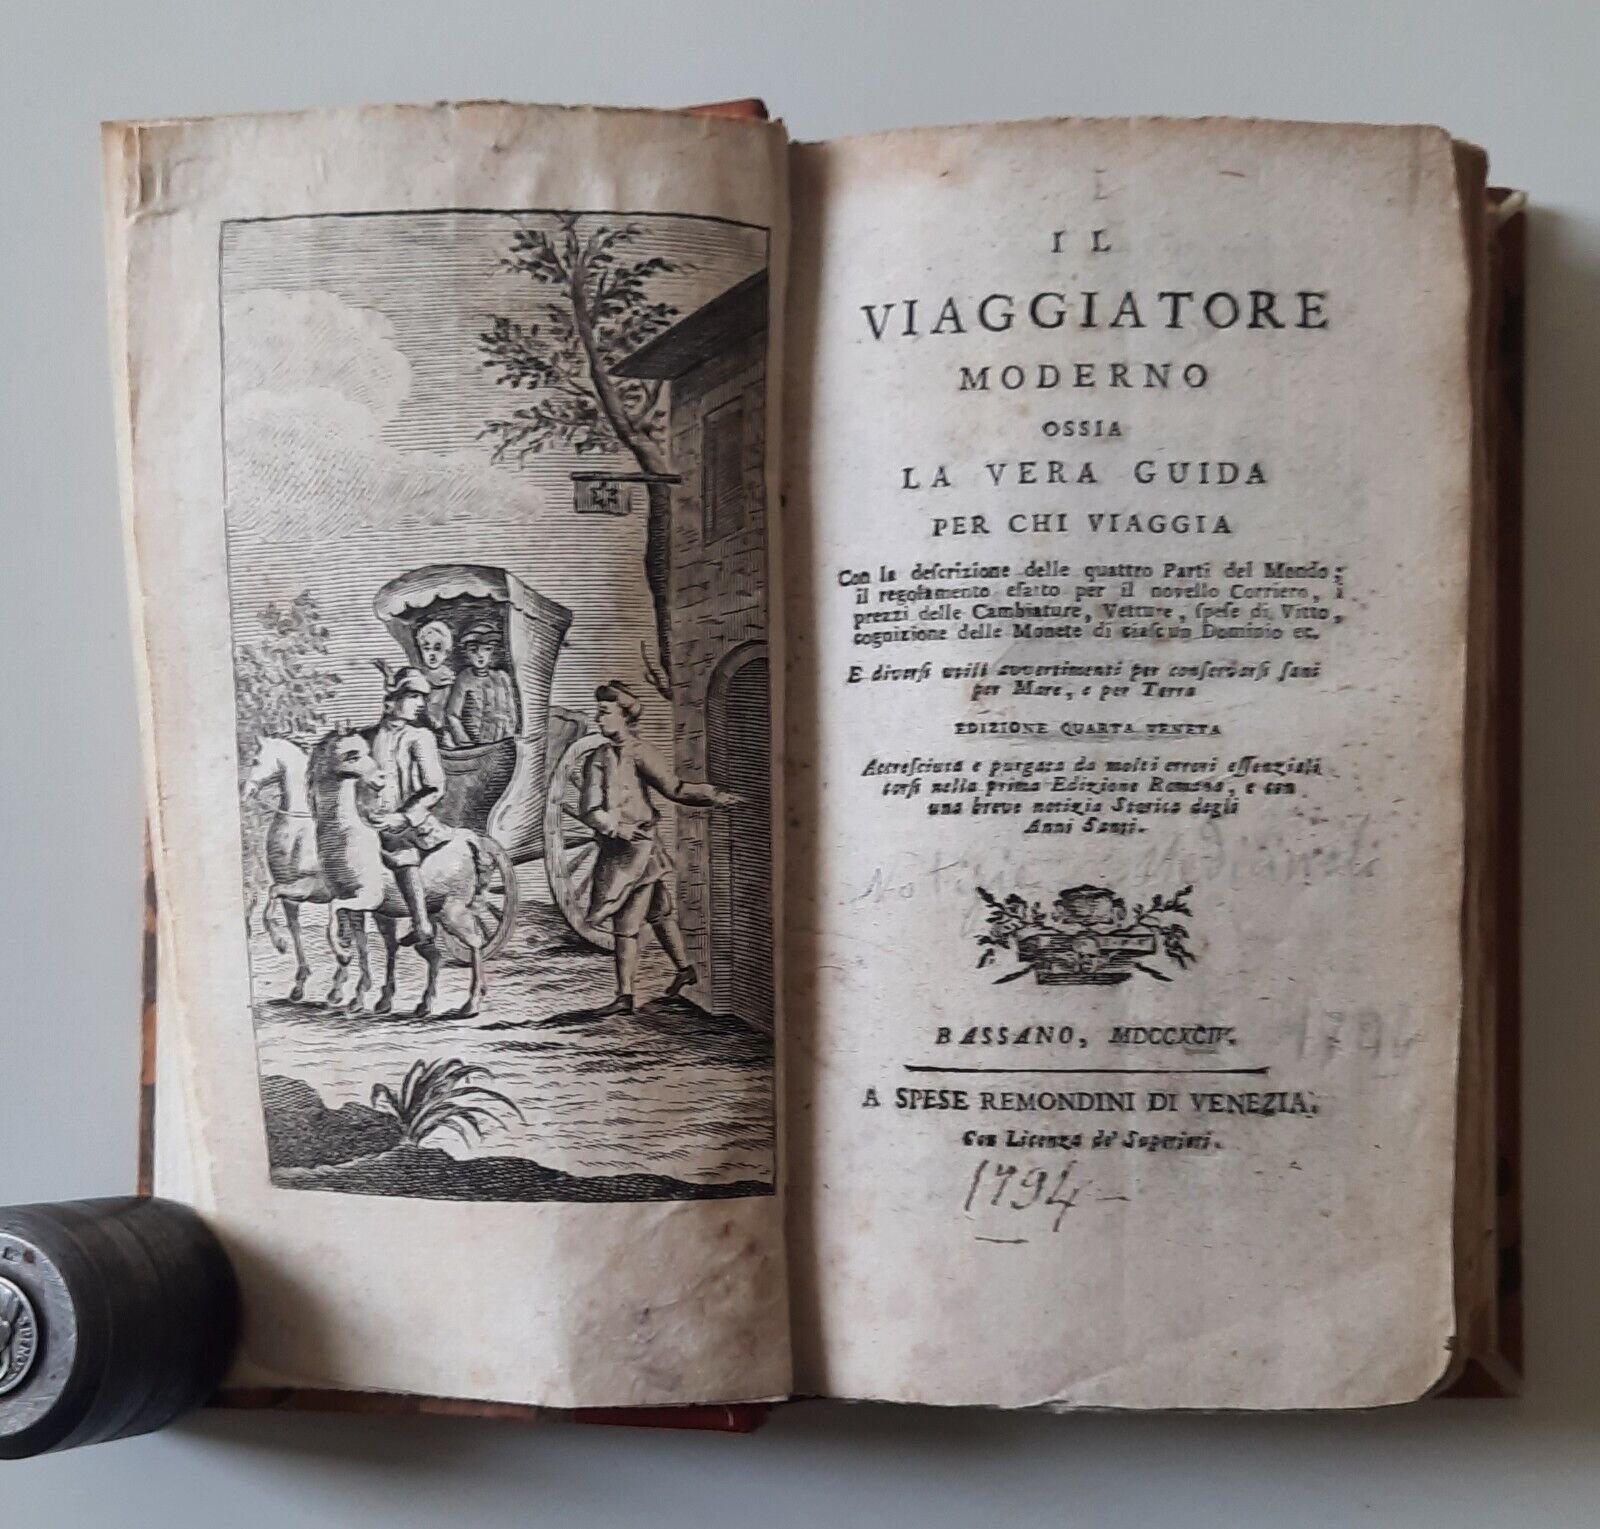 IL
VIAGGIATORE
MODERNO
OSSIA
LA VERA GUIDA
PER CHI VIAGGIA
Con la deſcrizione delle quattro Parti del Mondo;
il regolamento eſatto per il novello Corriero, i
prezzi delle Cambiature, Vetture, ſpeſe di Vitto,
cognizione delle Monete di ciaſcun Dominio ec.
E diverſi utili avvertimenti per conſervarſi ſani
per Mare, e per Terra
EDIZIONE QUARTA VENETA
Accreſciuta e purgata da molti errori eſſenziali
corſi nella prima Edizione Romana, e con
una breve notizia Storica degli
Anni Santi.
Notizie Medicinali
BASSANO, MDCCXCIV.
A SPESE REMONDINI DI VENEZIA.
Con Licenza de' Superiori.
1794-